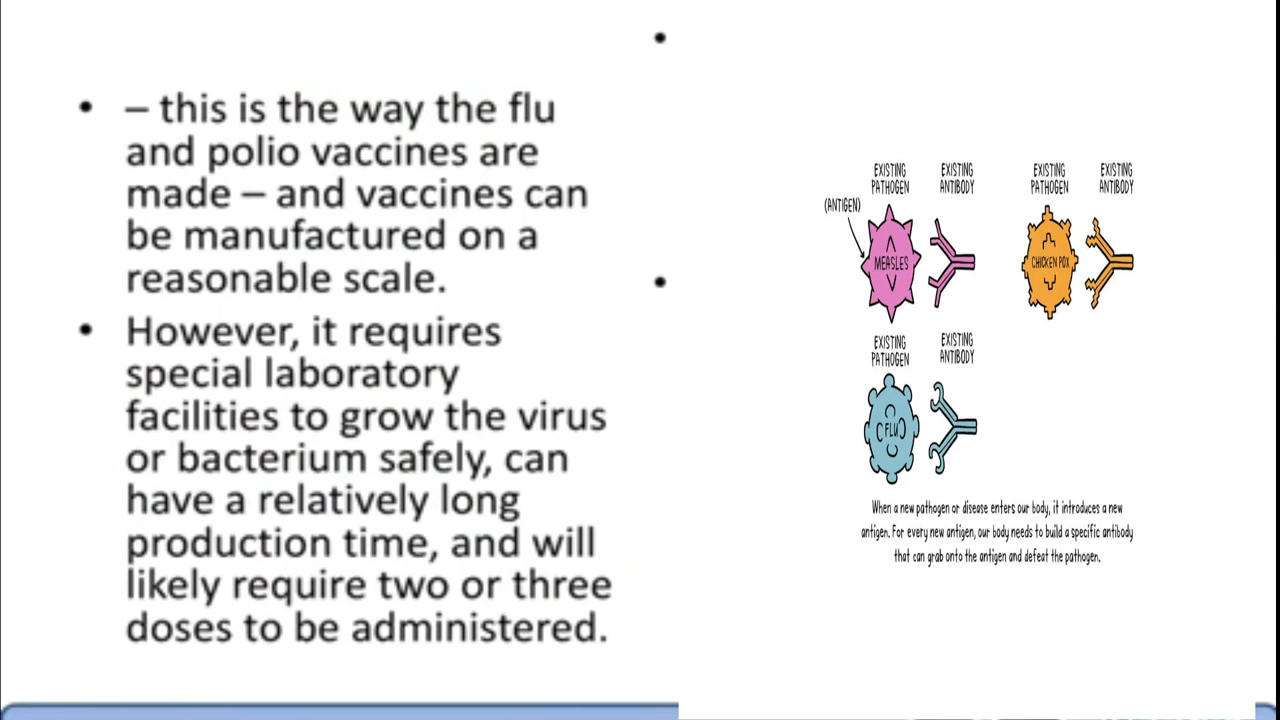 • – this is the way the flu
and polio vaccines are
made – and vaccines can
be manufactured on a
reasonable scale.
• However, it requires
special laboratory
facilities to grow the virus
or bacterium safely, can
have a relatively long
production time, and will
likely require two or three
doses to be administered.
•
•
EXISTING PATHOGEN
EXISTING ANTIBODY
(ANTIGEN)
MEASLES
EXISTING PATHOGEN
EXISTING ANTIBODY
CHICKEN POX
EXISTING PATHOGEN
EXISTING ANTIBODY
FLU
When a new pathogen or disease enters our body, it introduces a new
antigen. For every new antigen, our body needs to build a specific antibody
that can grab onto the antigen and defeat the pathogen.